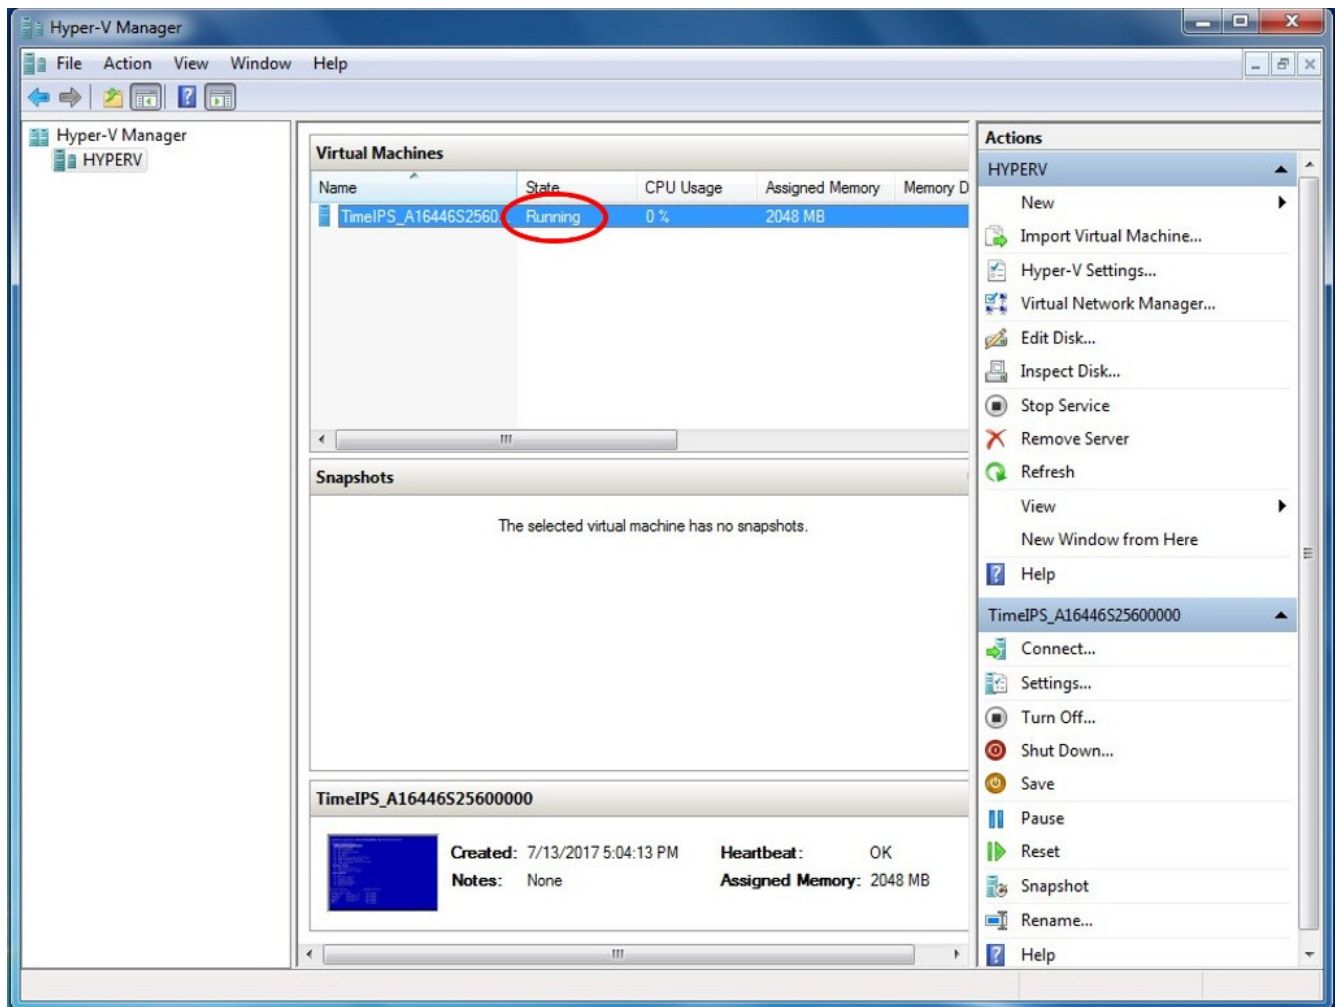 Hyper-V Manager
File Action View Window Help
Hyper-V Manager
HYPERV
Virtual Machines
Name State CPU Usage Assigned Memory Memory D
TimeIPS_A16446S2560... Running 0 % 2048 MB
Snapshots
The selected virtual machine has no snapshots.
TimeIPS_A16446S25600000
Created: 7/13/2017 5:04:13 PM Heartbeat: OK
Notes: None Assigned Memory: 2048 MB
Actions
HYPERV
New
Import Virtual Machine...
Hyper-V Settings...
Virtual Network Manager...
Edit Disk...
Inspect Disk...
Stop Service
Remove Server
Refresh
View
New Window from Here
Help
TimeIPS_A16446S25600000
Connect...
Settings...
Turn Off...
Shut Down...
Save
Pause
Reset
Snapshot
Rename...
Help